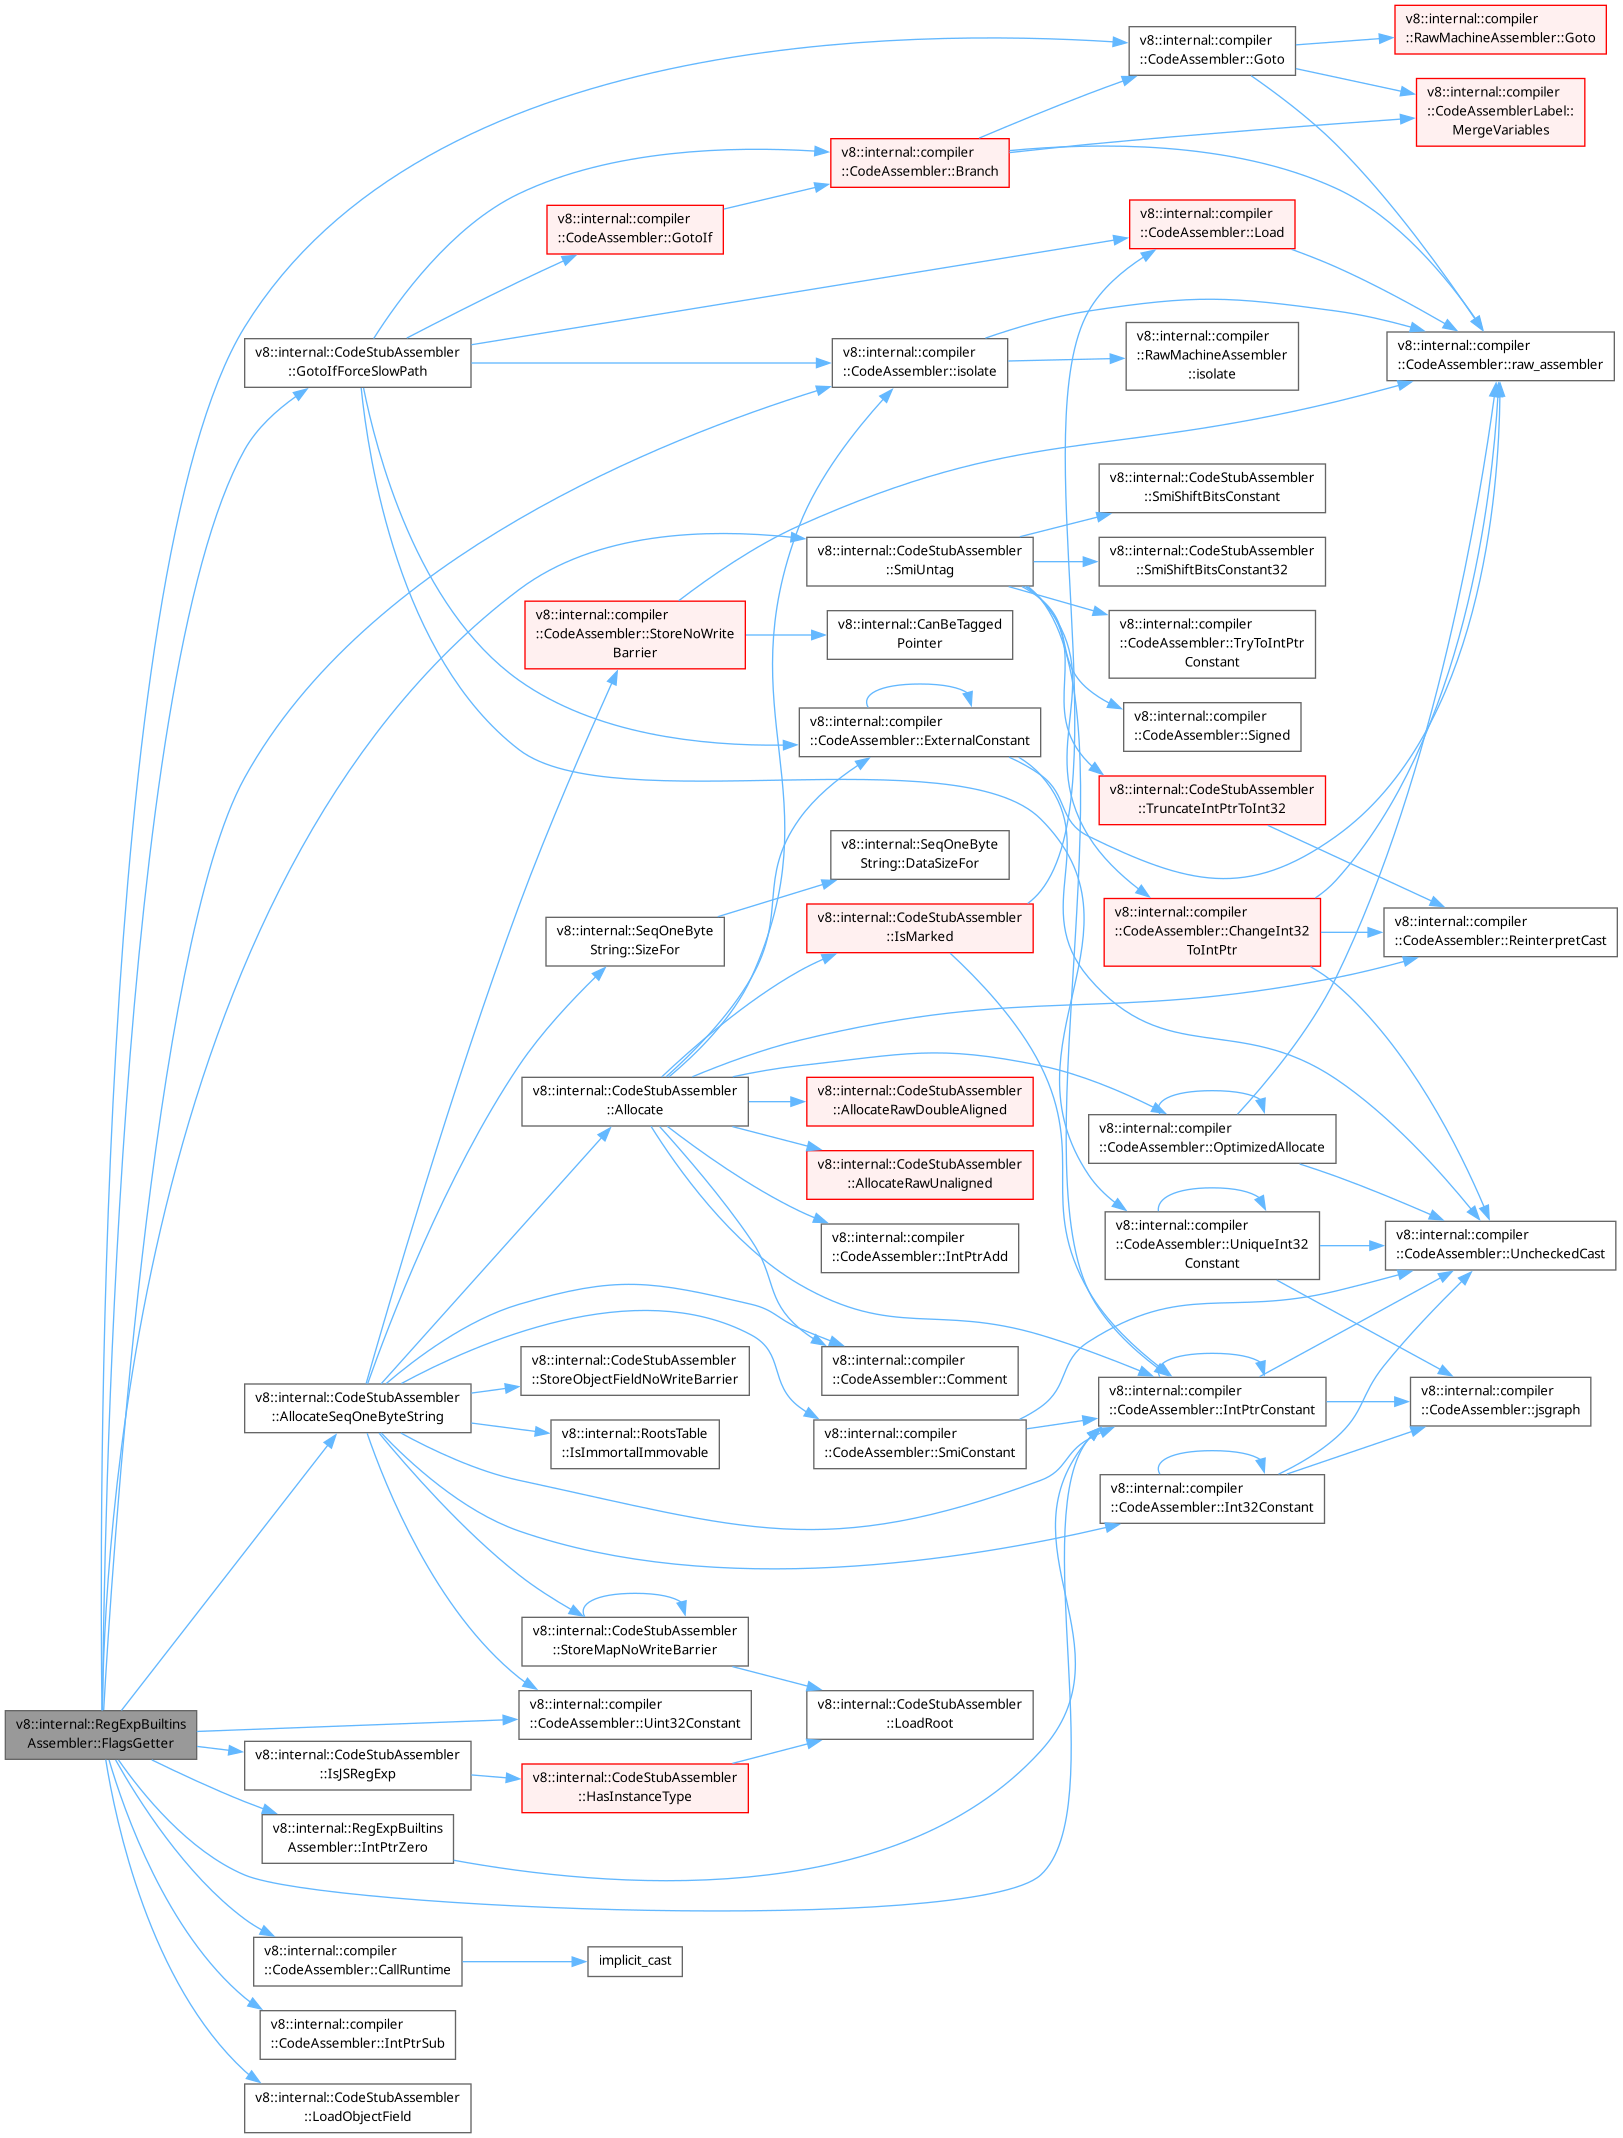 v8::internal::compiler
::RawMachineAssembler::Goto
v8::internal::compiler
::CodeAssembler::Goto
v8::internal::compiler
::CodeAssemblerLabel::
MergeVariables
v8::internal::compiler
::CodeAssembler::Branch
v8::internal::compiler
::CodeAssembler::GotoIf
v8::internal::compiler
::CodeAssembler::Load
v8::internal::CodeStubAssembler
::GotoIfForceSlowPath
v8::internal::compiler
::CodeAssembler::isolate
v8::internal::compiler
::RawMachineAssembler
::isolate
v8::internal::compiler
::CodeAssembler::raw_assembler
v8::internal::CodeStubAssembler
::SmiShiftBitsConstant
v8::internal::CodeStubAssembler
::SmiUntag
v8::internal::CodeStubAssembler
::SmiShiftBitsConstant32
v8::internal::compiler
::CodeAssembler::StoreNoWrite
Barrier
v8::internal::CanBeTagged
Pointer
v8::internal::compiler
::CodeAssembler::TryToIntPtr
Constant
v8::internal::compiler
::CodeAssembler::ExternalConstant
v8::internal::compiler
::CodeAssembler::Signed
v8::internal::CodeStubAssembler
::TruncateIntPtrToInt32
v8::internal::SeqOneByte
String::DataSizeFor
v8::internal::SeqOneByte
String::SizeFor
v8::internal::CodeStubAssembler
::IsMarked
v8::internal::compiler
::CodeAssembler::ChangeInt32
ToIntPtr
v8::internal::compiler
::CodeAssembler::ReinterpretCast
v8::internal::CodeStubAssembler
::Allocate
v8::internal::CodeStubAssembler
::AllocateRawDoubleAligned
v8::internal::compiler
::CodeAssembler::OptimizedAllocate
v8::internal::CodeStubAssembler
::AllocateRawUnaligned
v8::internal::compiler
::CodeAssembler::IntPtrAdd
v8::internal::compiler
::CodeAssembler::UniqueInt32
Constant
v8::internal::compiler
::CodeAssembler::UncheckedCast
v8::internal::CodeStubAssembler
::AllocateSeqOneByteString
v8::internal::CodeStubAssembler
::StoreObjectFieldNoWriteBarrier
v8::internal::compiler
::CodeAssembler::Comment
v8::internal::compiler
::CodeAssembler::IntPtrConstant
v8::internal::compiler
::CodeAssembler::jsgraph
v8::internal::RootsTable
::IsImmortalImmovable
v8::internal::compiler
::CodeAssembler::SmiConstant
v8::internal::compiler
::CodeAssembler::Int32Constant
v8::internal::CodeStubAssembler
::StoreMapNoWriteBarrier
v8::internal::RegExpBuiltins
Assembler::FlagsGetter
v8::internal::compiler
::CodeAssembler::Uint32Constant
v8::internal::CodeStubAssembler
::LoadRoot
v8::internal::CodeStubAssembler
::IsJSRegExp
v8::internal::CodeStubAssembler
::HasInstanceType
v8::internal::RegExpBuiltins
Assembler::IntPtrZero
v8::internal::compiler
::CodeAssembler::CallRuntime
implicit_cast
v8::internal::compiler
::CodeAssembler::IntPtrSub
v8::internal::CodeStubAssembler
::LoadObjectField